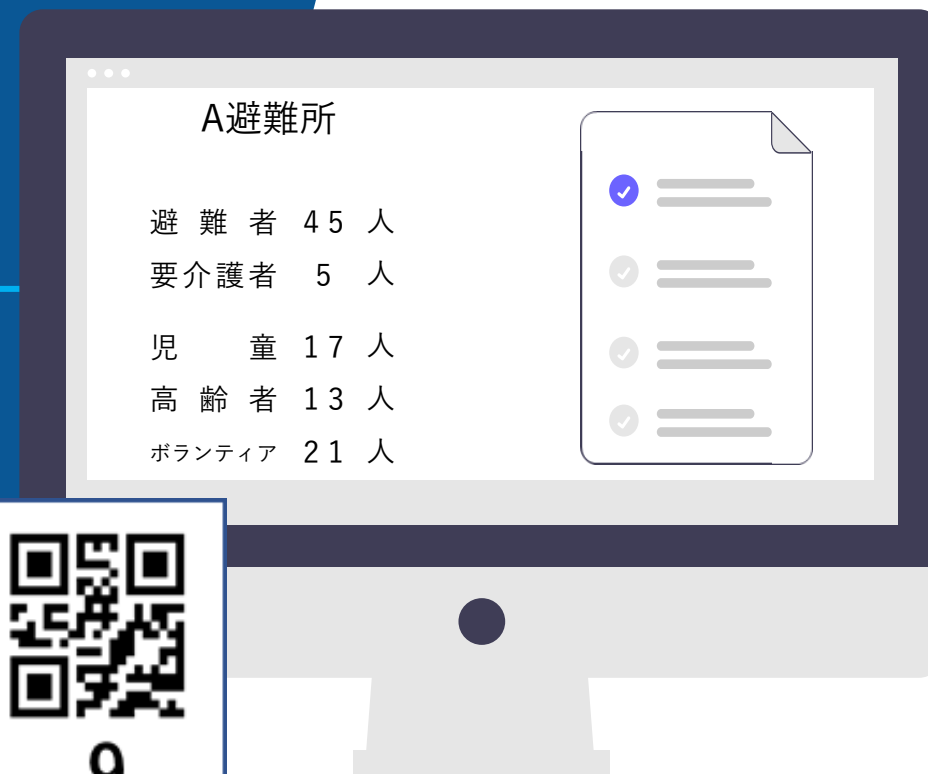 A避難所
避難者 45 人
要介護者 5 人
児童 17 人
高齢者 13 人
ボランティア 21 人
9